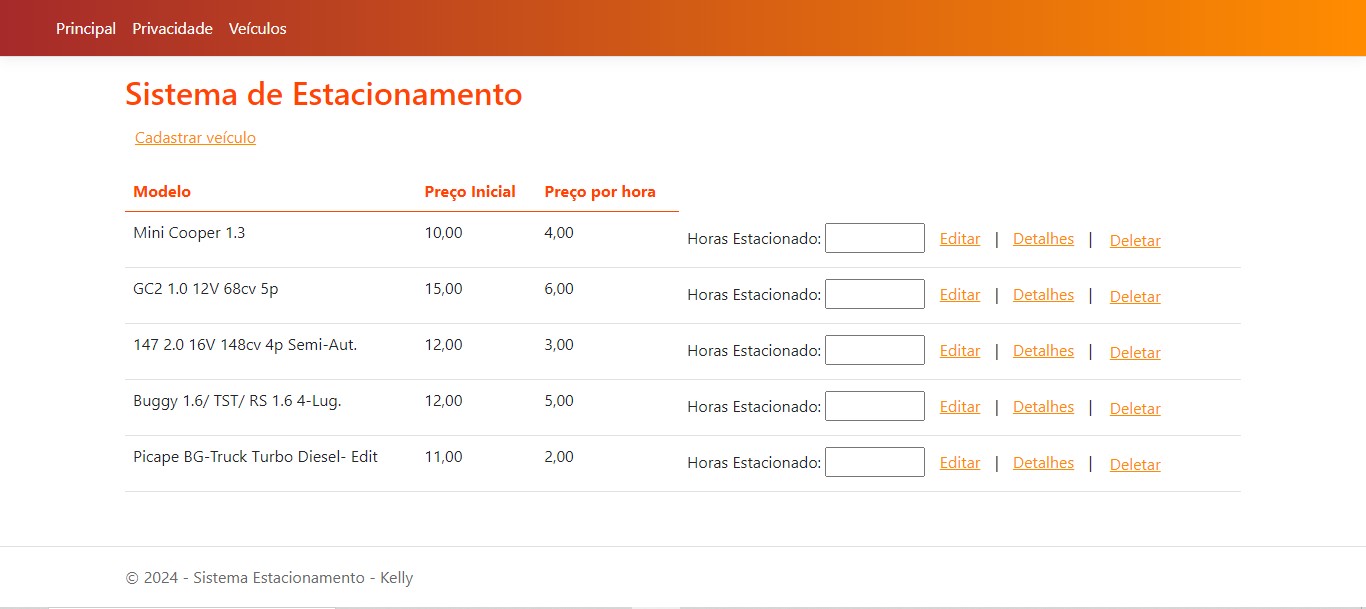 Principal Privacidade Veículos
Sistema de Estacionamento
Cadastrar veículo
Modelo Preço Inicial Preço por hora
Mini Cooper 1.3 10,00 4,00 Horas Estacionado: Editar | Detalhes | Deletar
GC2 1.0 12V 68cv 5p 15,00 6,00 Horas Estacionado: Editar | Detalhes | Deletar
147 2.0 16V 148cv 4p Semi-Aut. 12,00 3,00 Horas Estacionado: Editar | Detalhes | Deletar
Buggy 1.6/ TST/ RS 1.6 4-Lug. 12,00 5,00 Horas Estacionado: Editar | Detalhes | Deletar
Picape BG-Truck Turbo Diesel- Edit 11,00 2,00 Horas Estacionado: Editar | Detalhes | Deletar
© 2024 - Sistema Estacionamento - Kelly